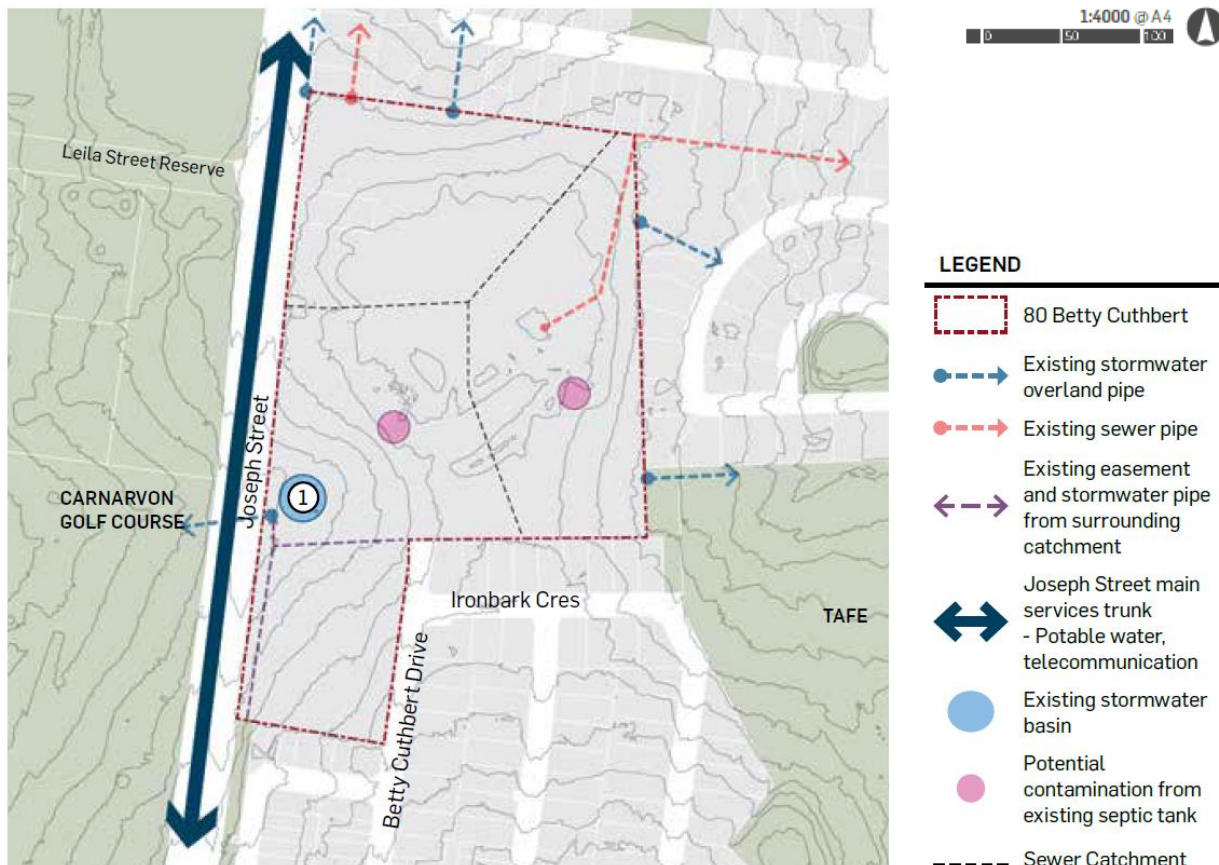 1:4000 @ A4
0 50 100
Leila Street Reserve
Joseph Street
CARNARVON
GOLF COURSE
1
Ironbark Cres
TAFE
Betty Cuthbert Drive
LEGEND
80 Betty Cuthbert
Existing stormwater
overland pipe
Existing sewer pipe
Existing easement
and stormwater pipe
from surrounding
catchment
Joseph Street main
services trunk
- Potable water,
telecommunication
Existing stormwater
basin
Potential
contamination from
existing septic tank
Sewer Catchment